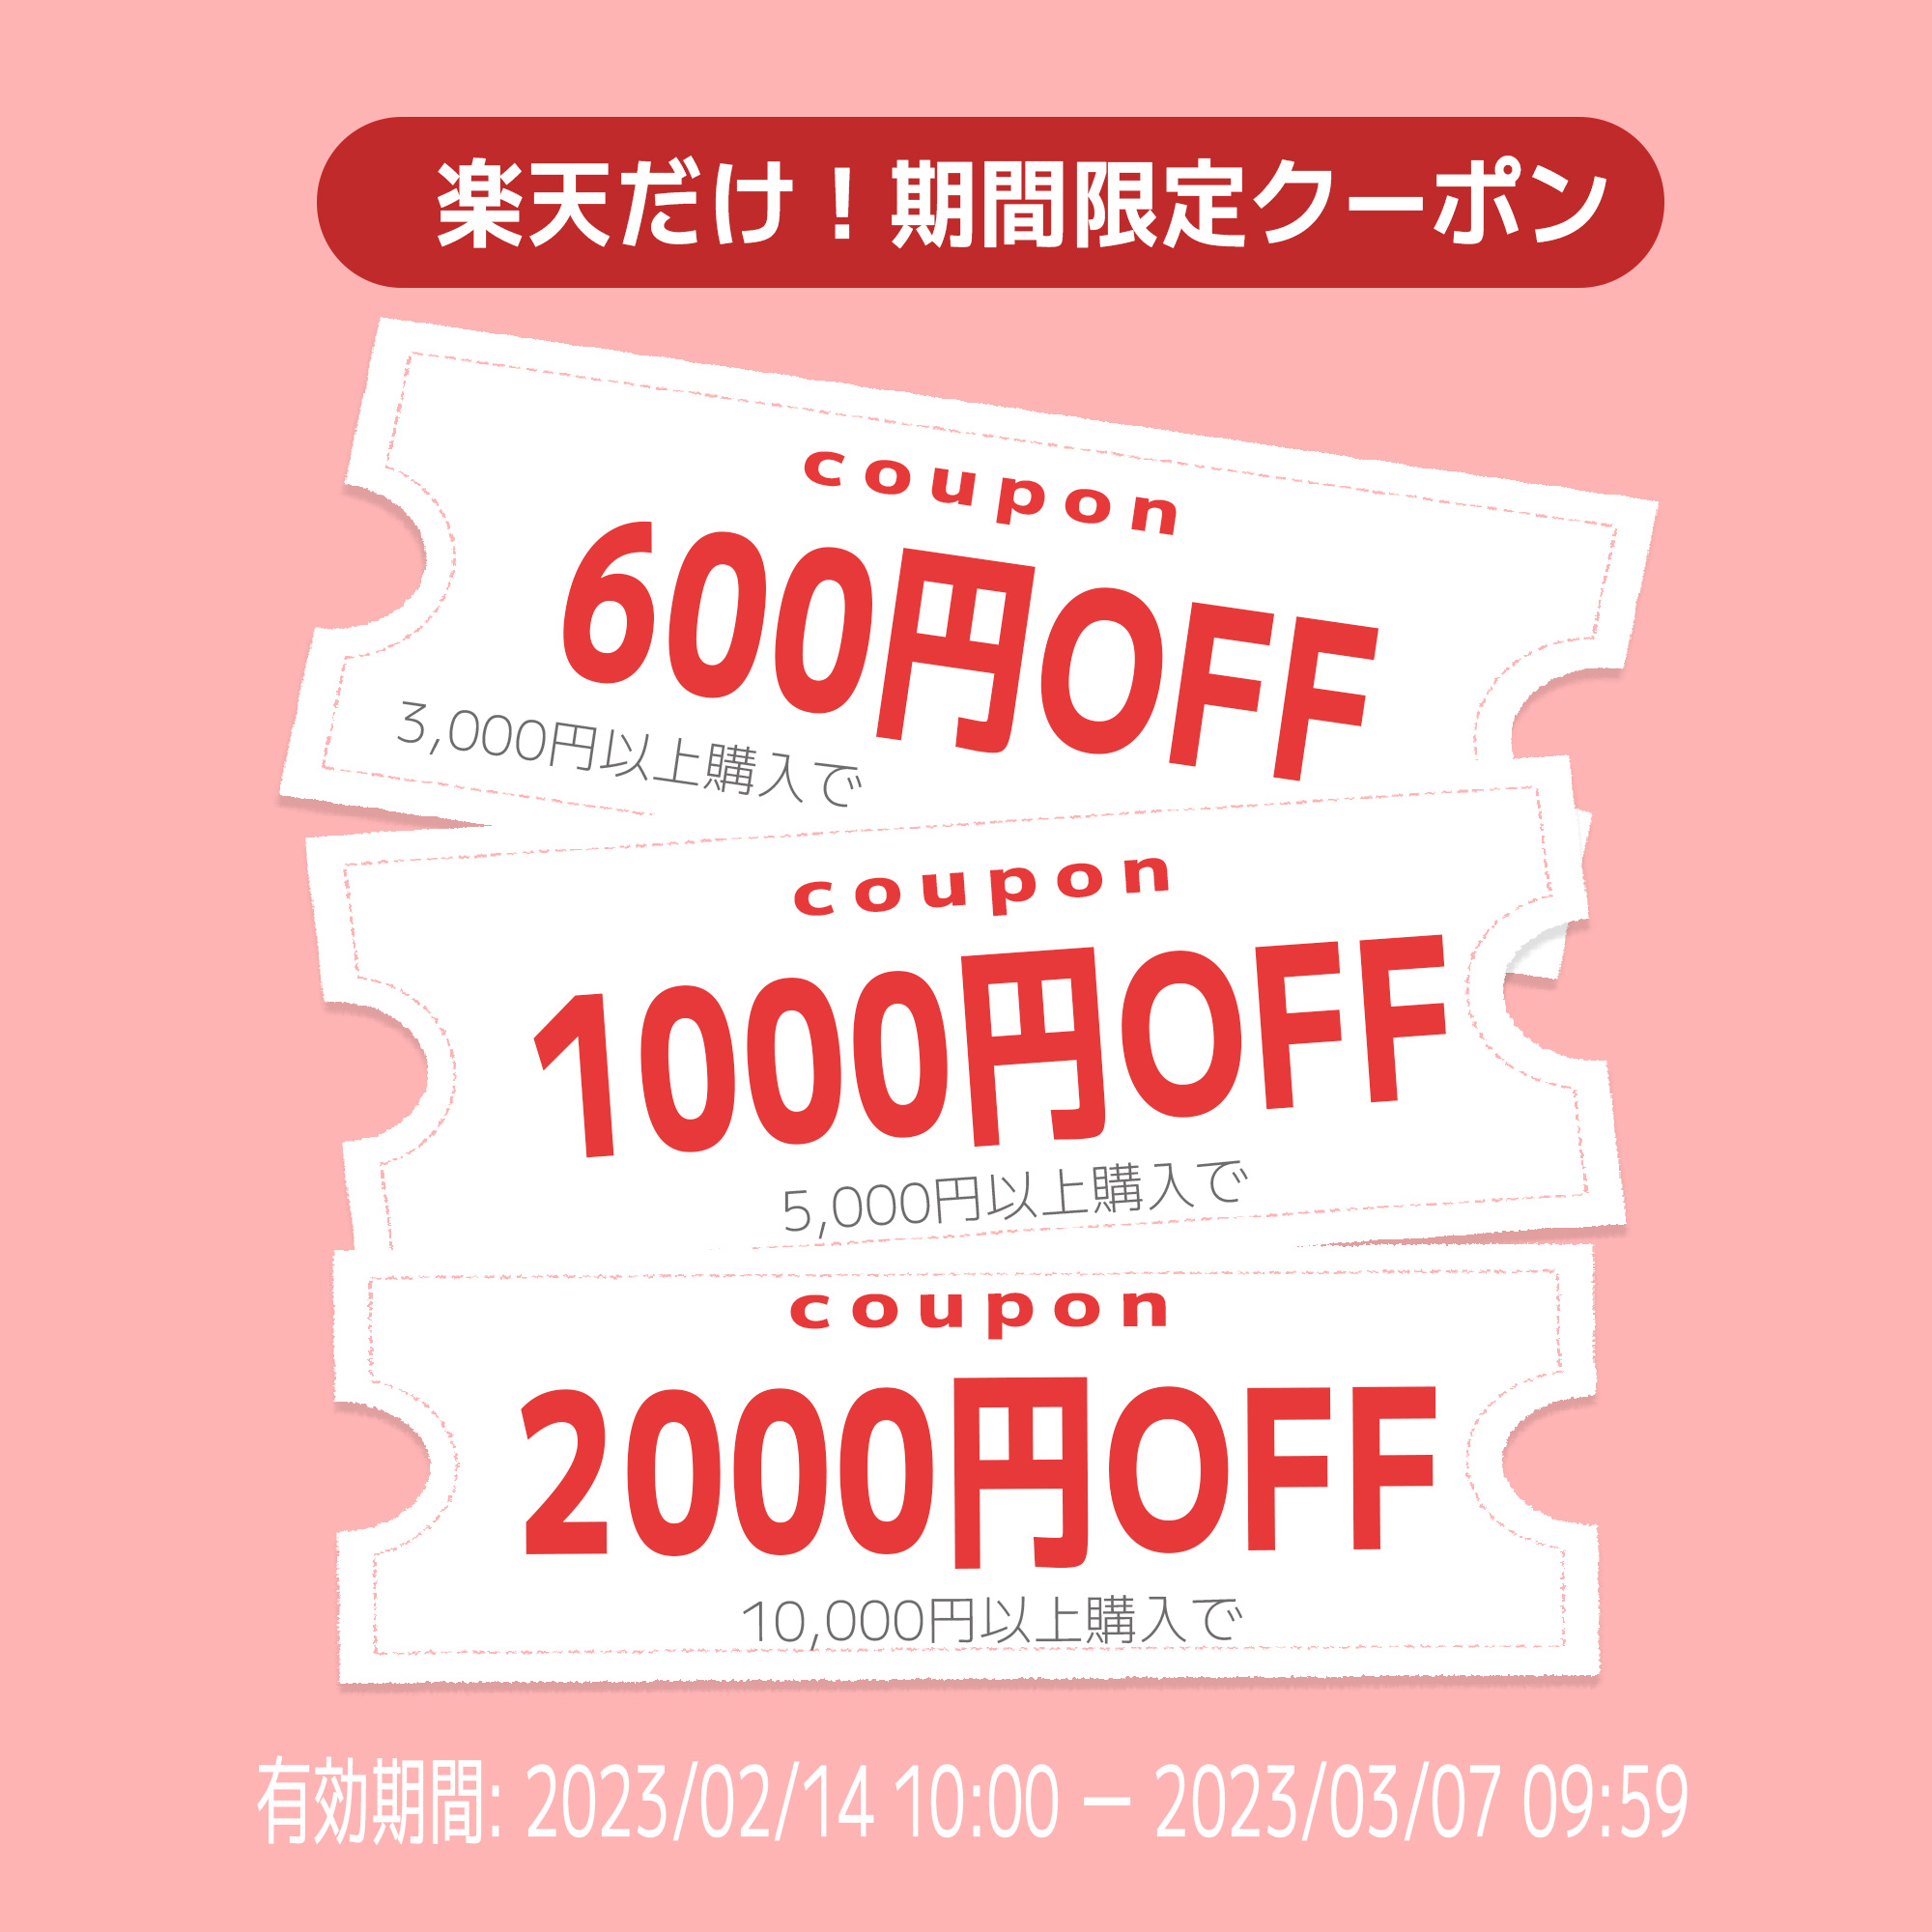 楽天だけ！期間限定クーポン
coupon
600円OFF
3,000円以上購入で
coupon
1000円OFF
5,000円以上購入で
coupon
2000円OFF
10,000円以上購入で
有効期間: 2023/02/14 10:00 ー 2023/03/07 09:59